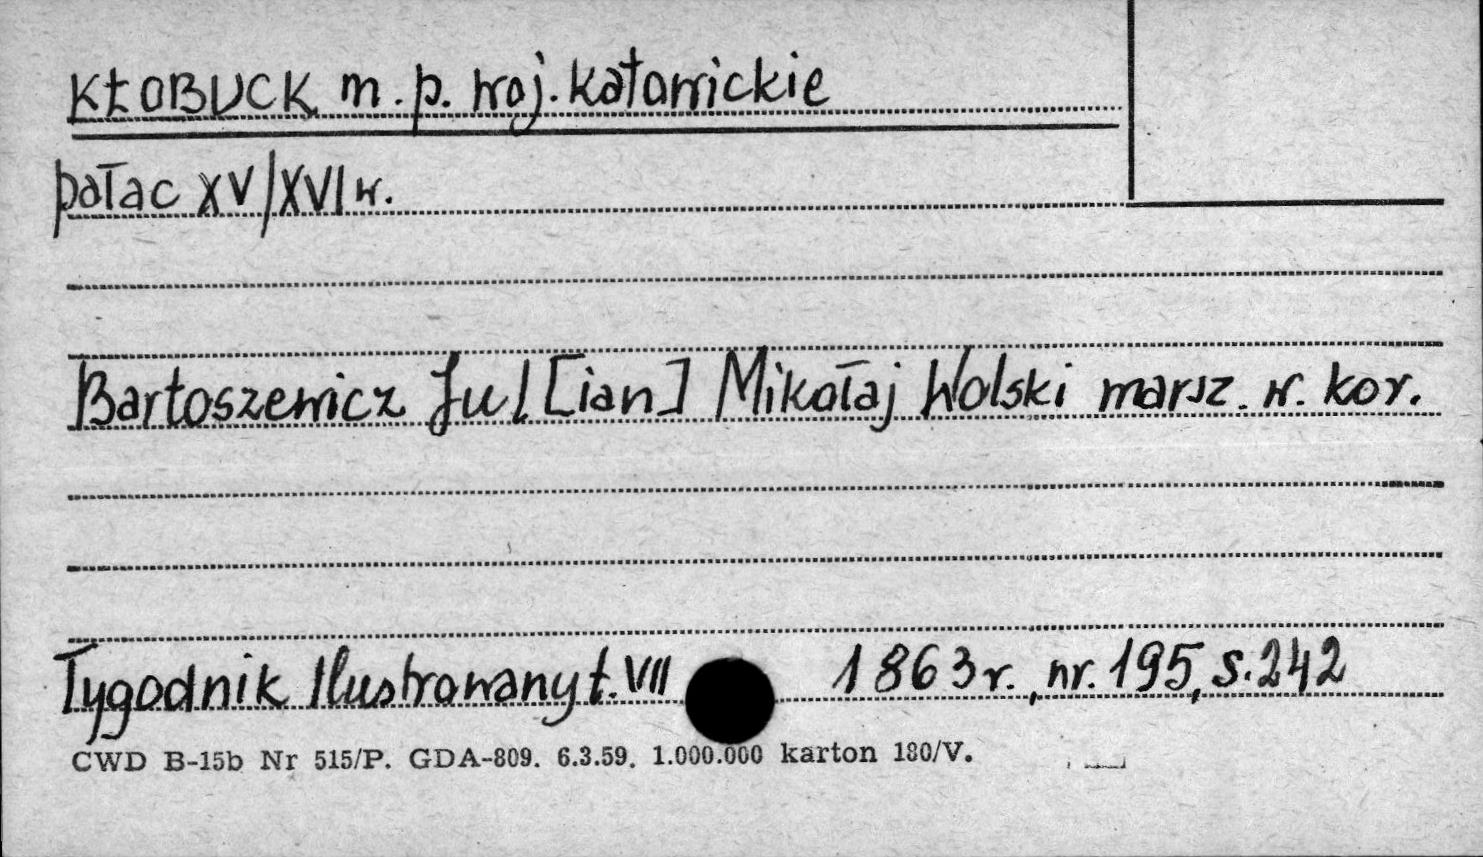 KŁOBUCK m. p. woj. katowickie
pałac XV/XVI w.
Bartoszewicz Jul[ian] Mikołaj Wolski marsz. w. kor.
Tygodnik Ilustrowany t. VII 1863 r., nr. 195, s. 242
CWD B-15b Nr 515/P. GDA-809. 6.3.59. 1.000.000 karton 180/V.